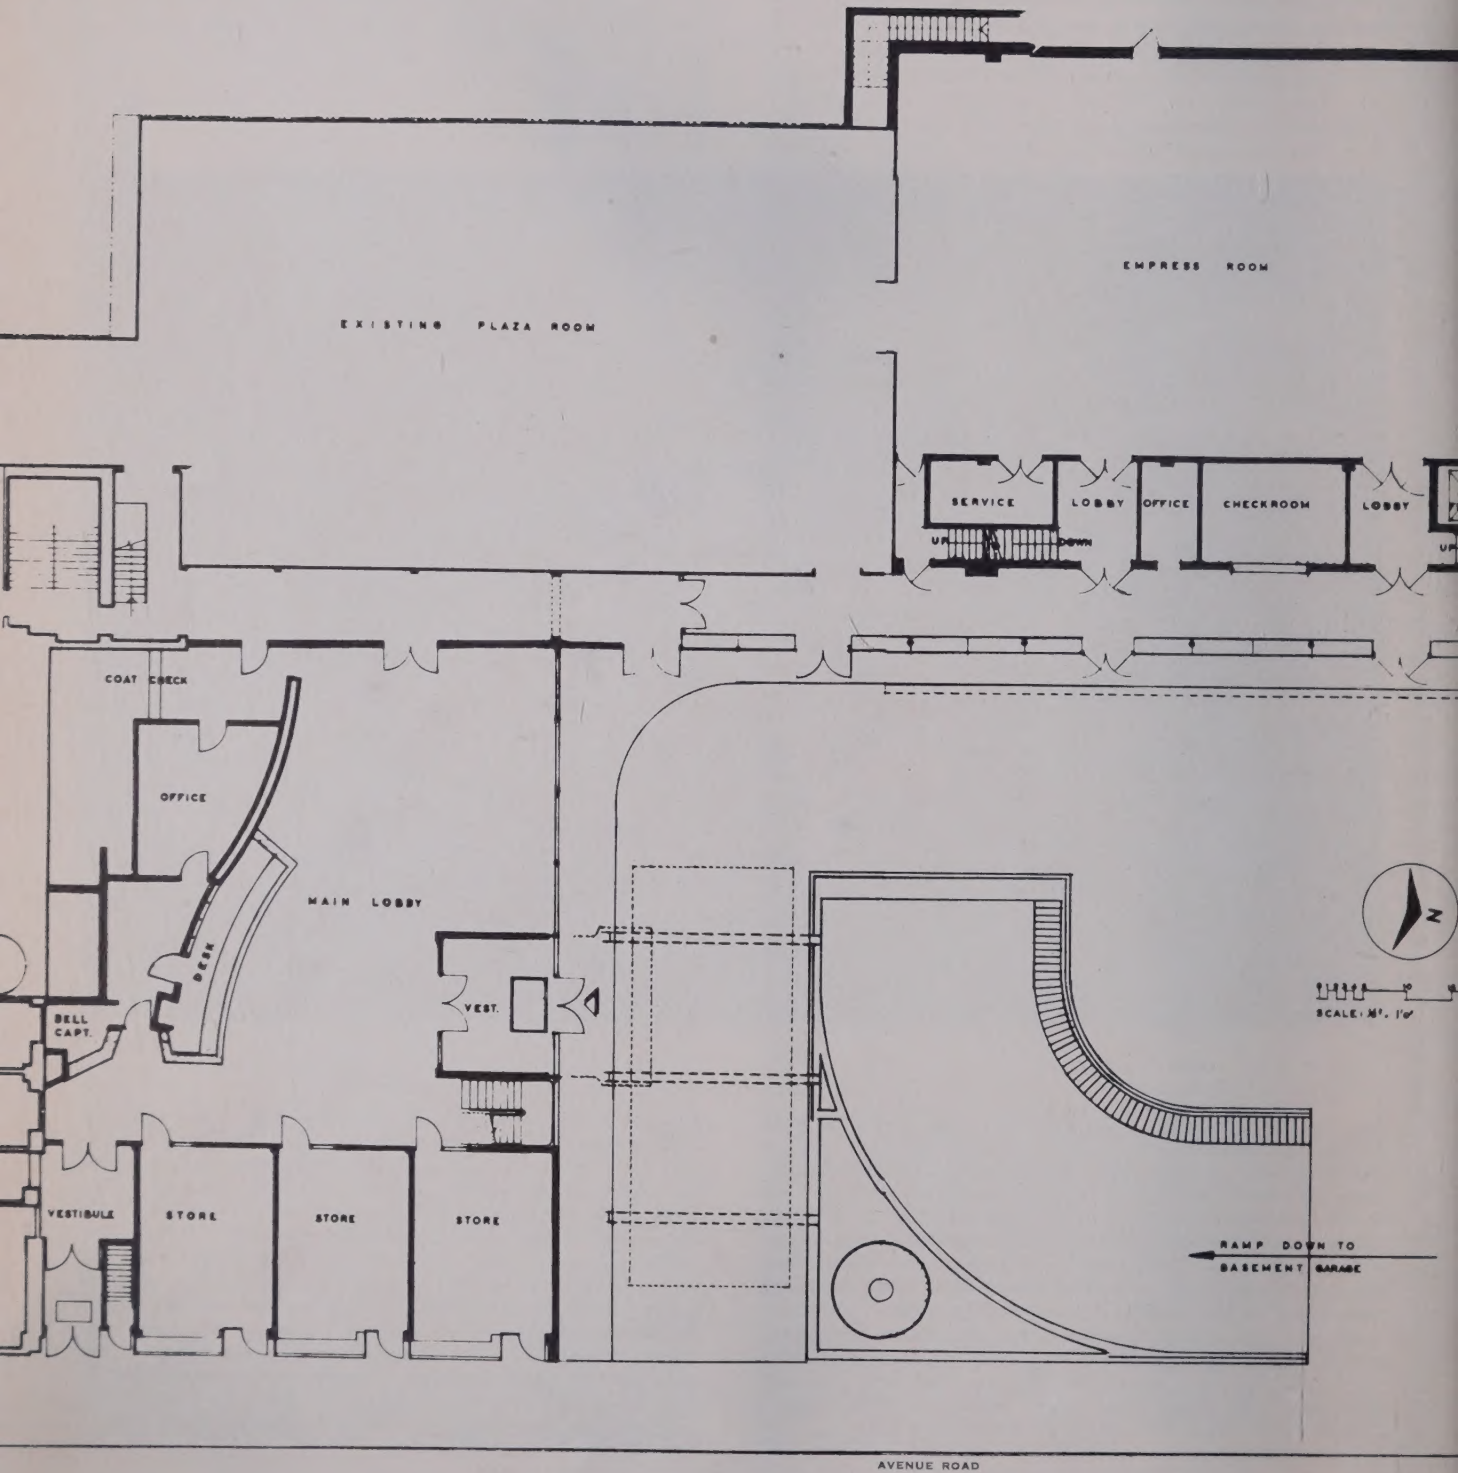 EMPRESS ROOM
EXISTING PLAZA ROOM
SERVICE
LOBBY
OFFICE
CHECKROOM
LOBBY
UP
DOWN
UP
COAT CHECK
OFFICE
MAIN LOBBY
DESK
VEST.
BELL
CAPT.
N
SCALE:
VESTIBULE
STORE
STORE
STORE
RAMP DOWN TO
BASEMENT GARAGE
AVENUE ROAD